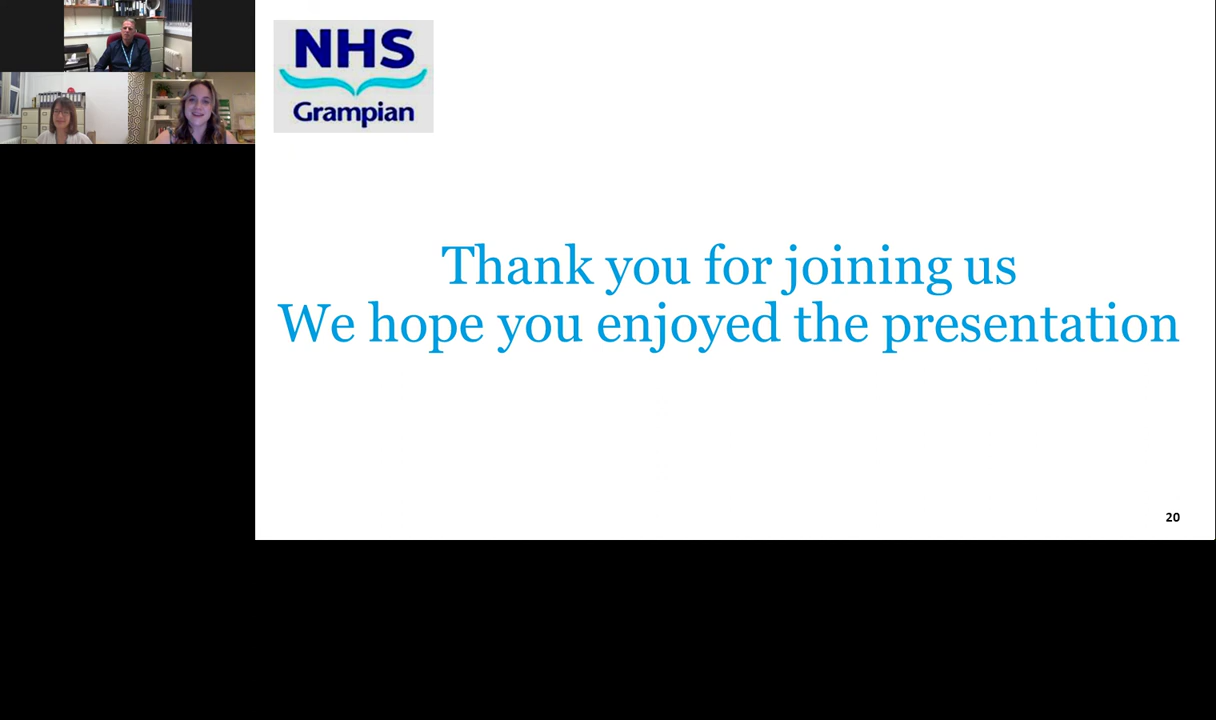 NHS
Grampian
Thank you for joining us
We hope you enjoyed the presentation
20